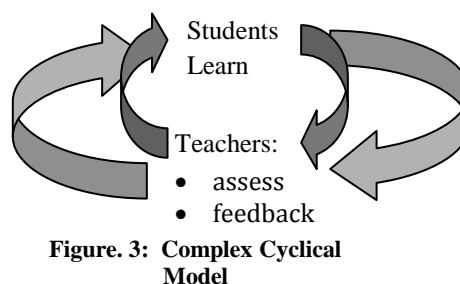 Students
Learn
Teachers:
• assess
• feedback
Figure. 3: Complex Cyclical
Model